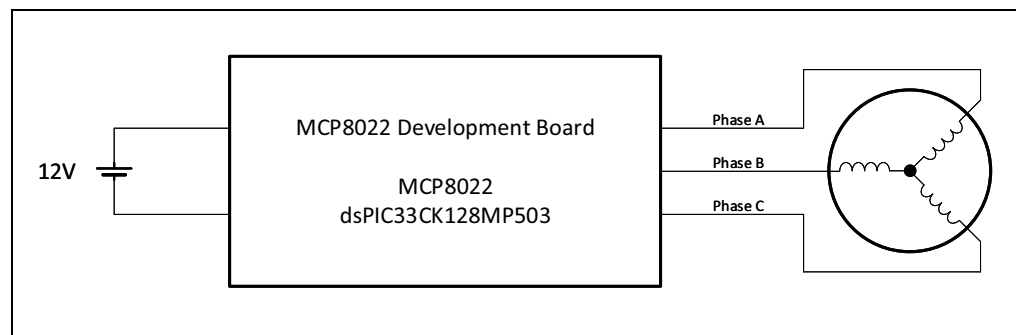 12V
MCP8022 Development Board
MCP8022
dsPIC33CK128MP503
Phase A
Phase B
Phase C